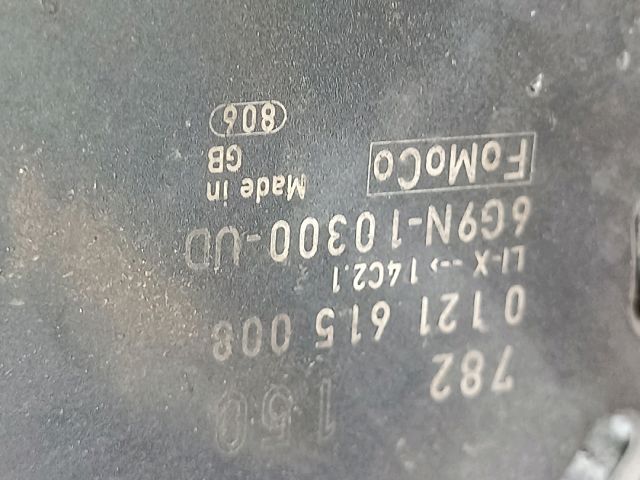 782 150
0 121 615 008
LI-X --> 14C2.1
6G9N-10300-UD
FoMoCo
Made in
GB
806